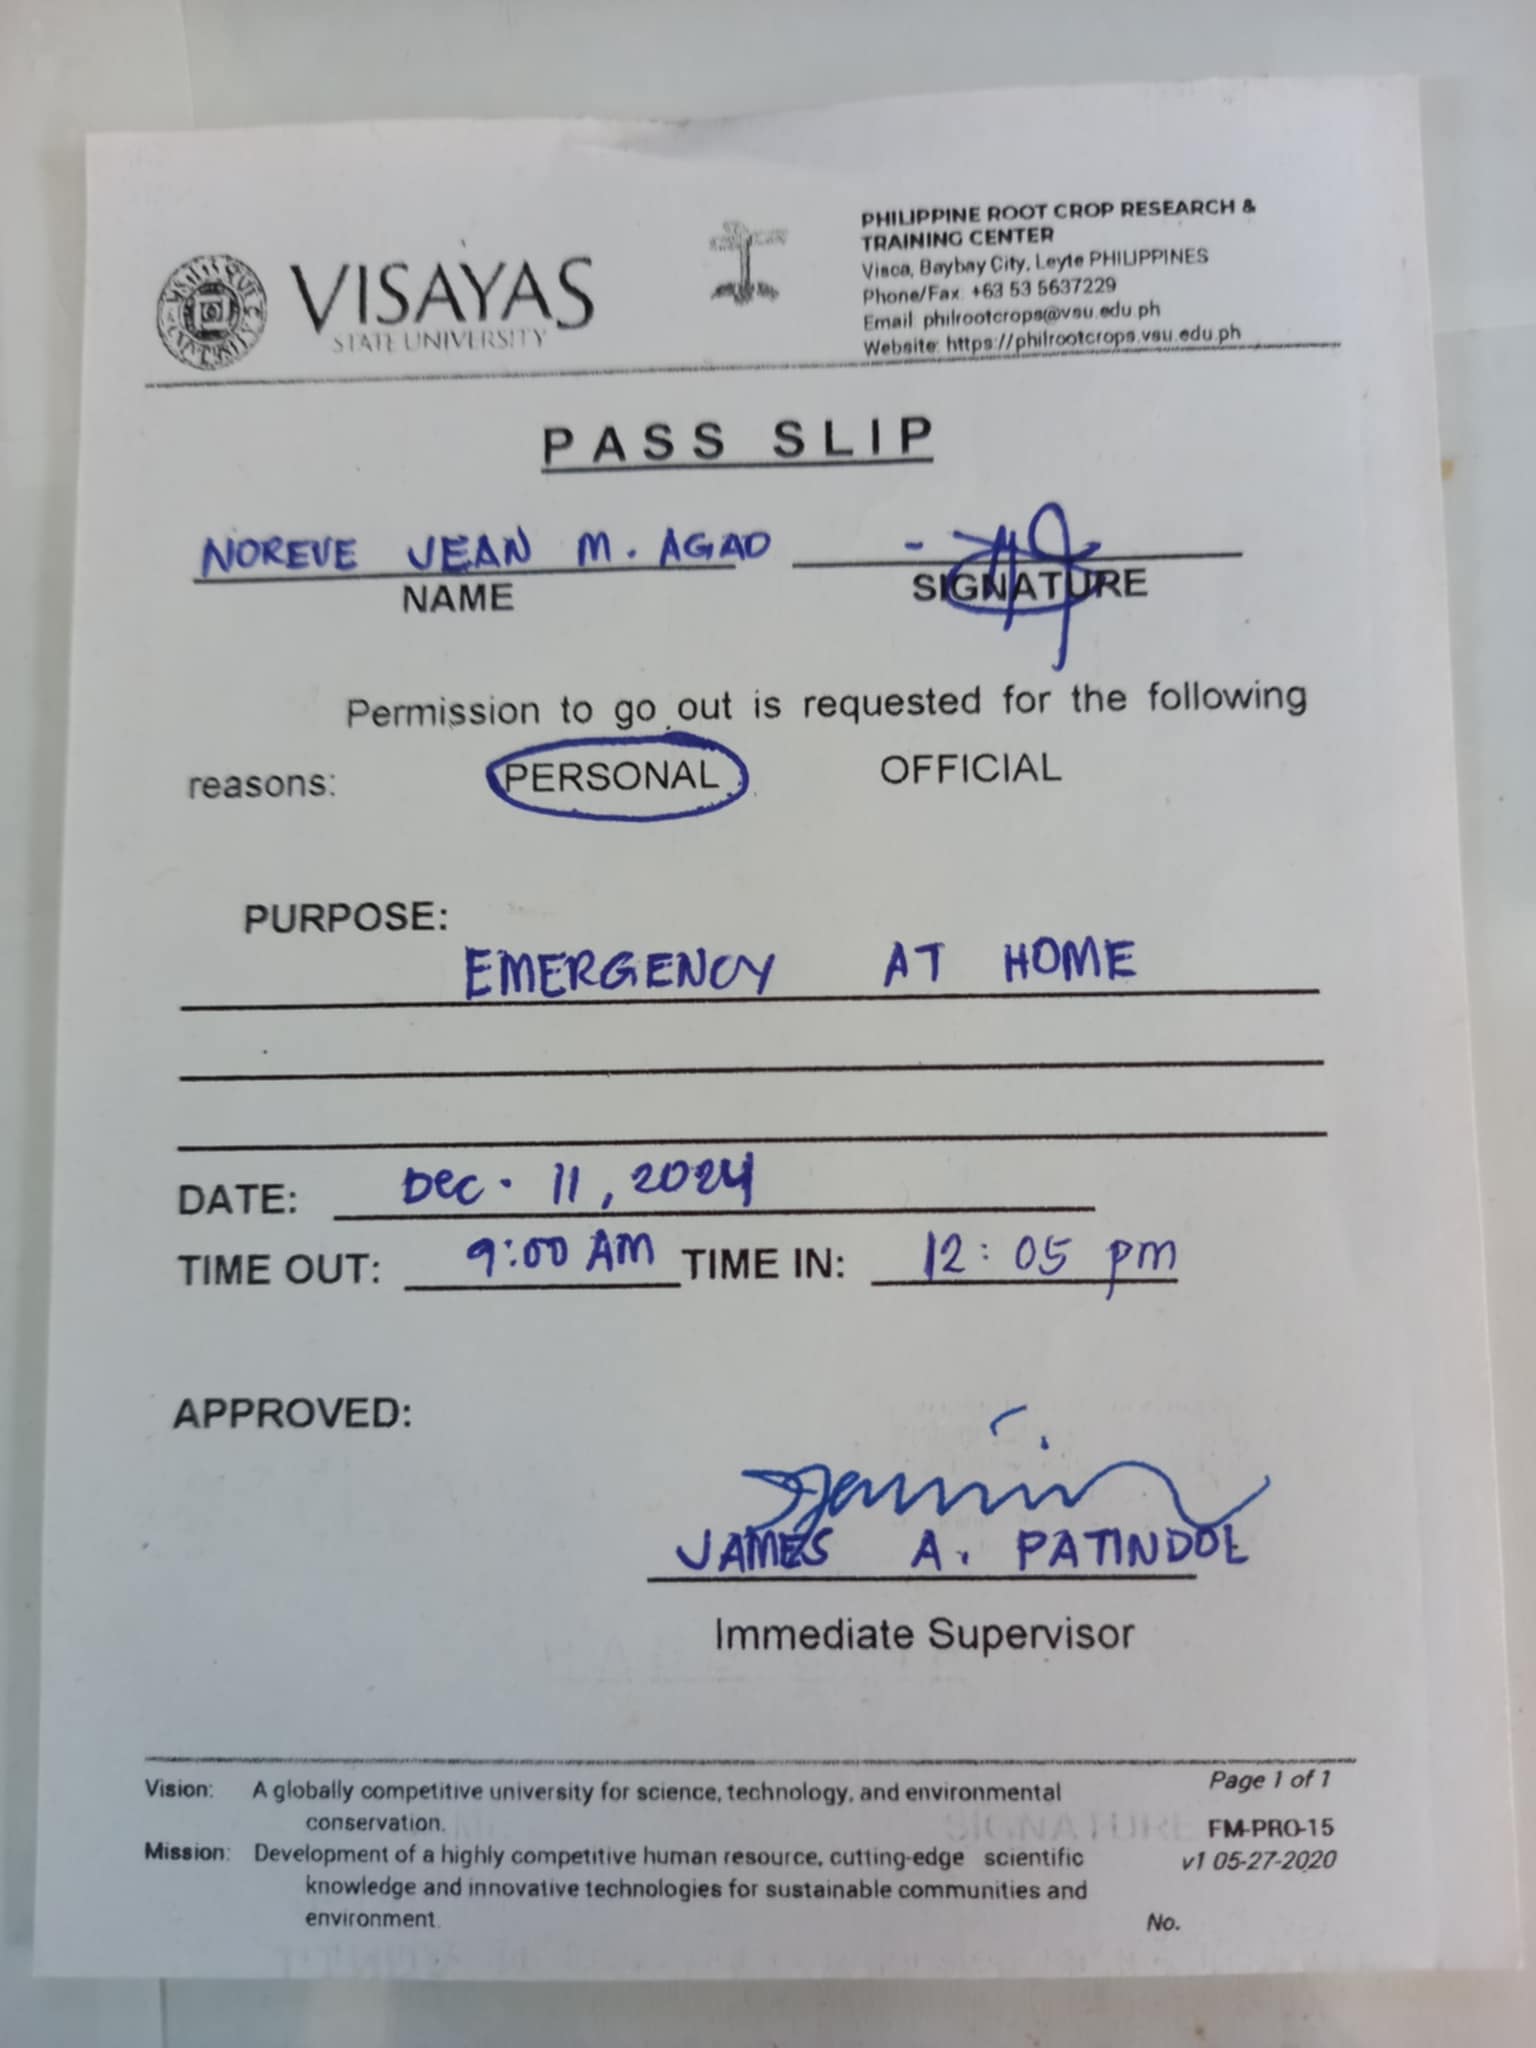 VISAYAS
STATE UNIVERSITY
PHILIPPINE ROOT CROP RESEARCH &
TRAINING CENTER
Visca, Baybay City, Leyte PHILIPPINES
Phone/Fax: +63 53 5637229
Email: philrootcrops@vsu.edu.ph
Website: https://philrootcrops.vsu.edu.ph
PASS SLIP
NOREVE JEAN M. AGAD
NAME
SIGNATURE
Permission to go out is requested for the following
reasons: PERSONAL OFFICIAL
PURPOSE:
EMERGENCY AT HOME
DATE: Dec. 11, 2024
TIME OUT: 9:00 AM TIME IN: 12:05 pm
APPROVED:
JAMES A. PATINDOL
Immediate Supervisor
Vision: A globally competitive university for science, technology, and environmental
conservation.
Mission: Development of a highly competitive human resource, cutting-edge scientific
knowledge and innovative technologies for sustainable communities and
environment.
Page 1 of 1
FM-PRO-15
v1 05-27-2020
No.